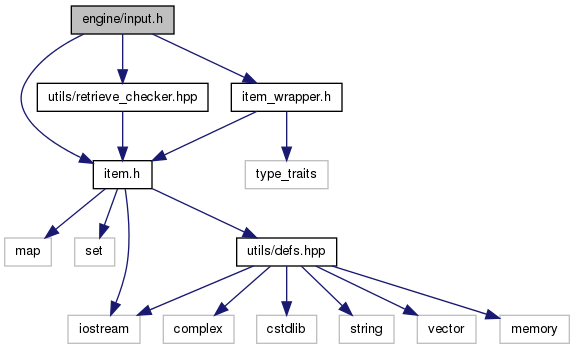 engine/input.h
utils/retrieve_checker.hpp
item_wrapper.h
item.h
type_traits
map
set
utils/defs.hpp
iostream
complex
cstdlib
string
vector
memory